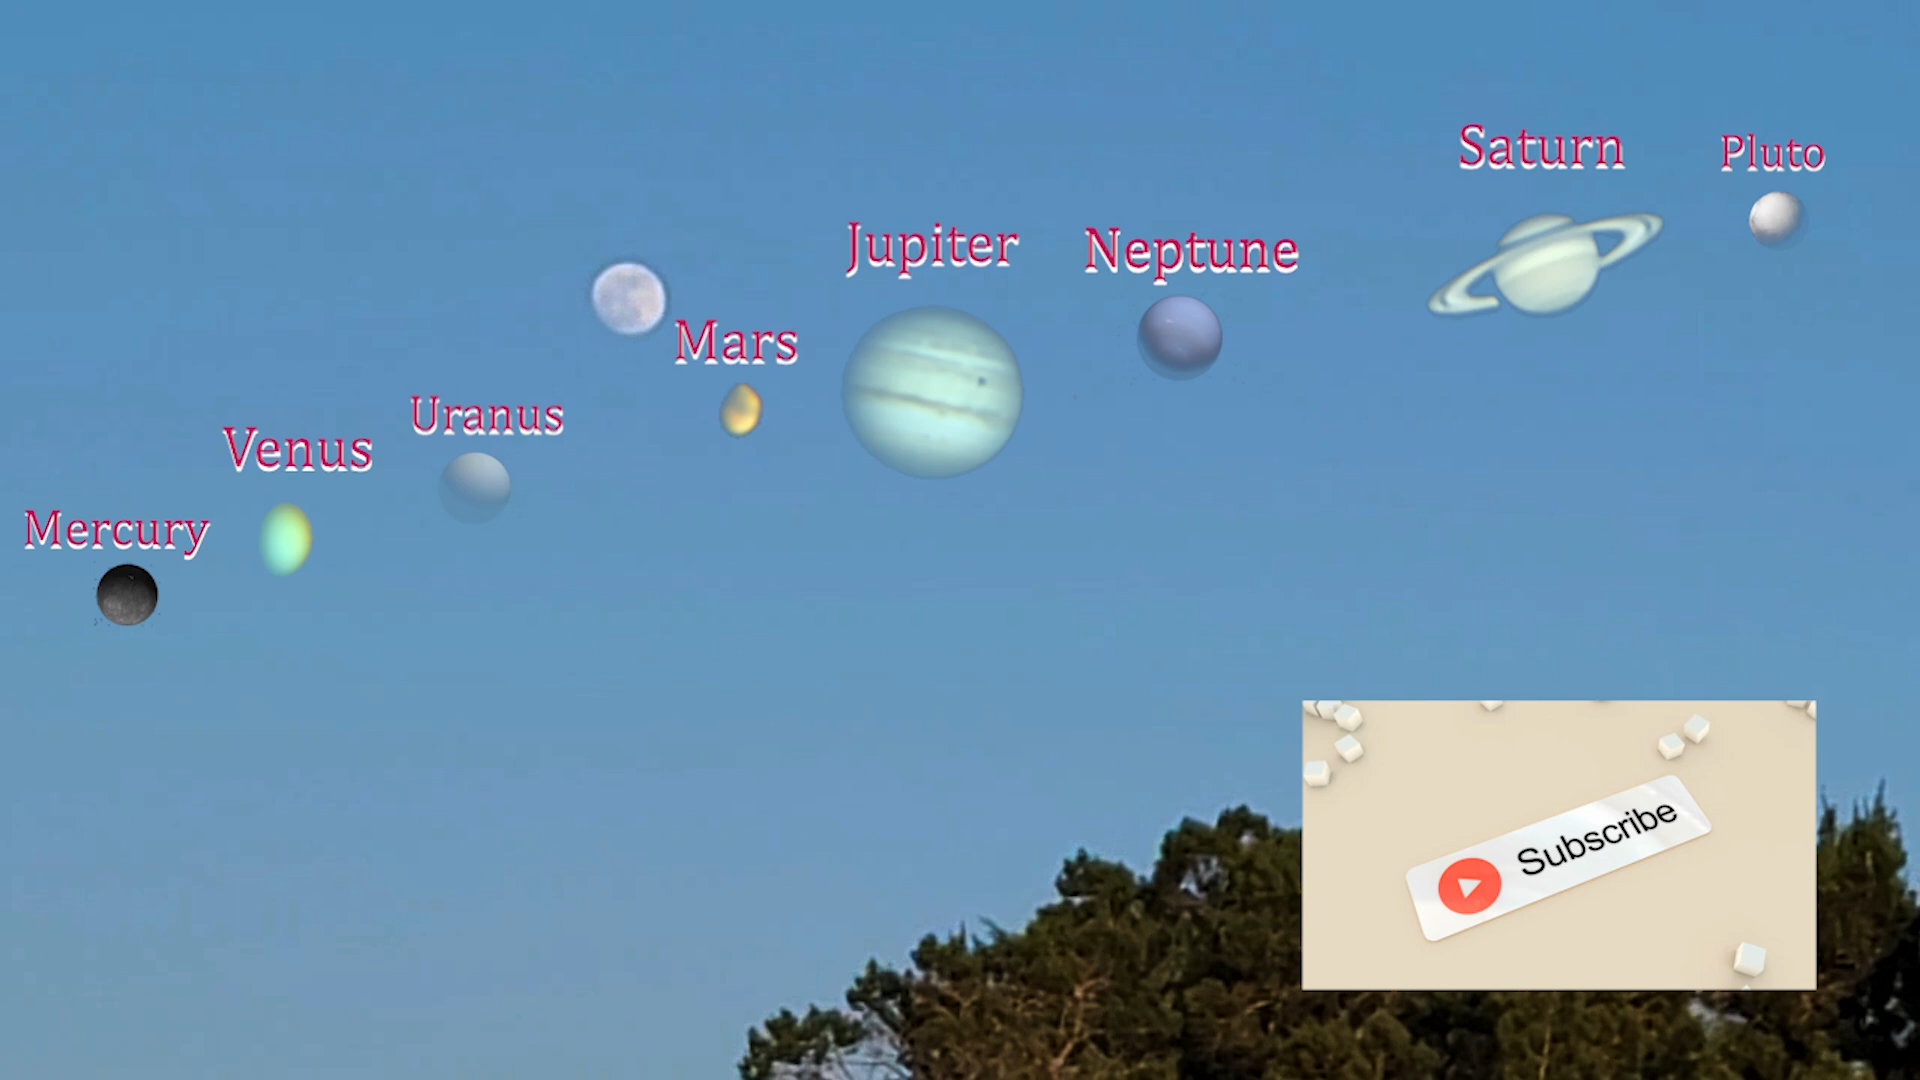 Saturn
Pluto
Jupiter
Neptune
Mars
Uranus
Venus
Mercury
Subscribe